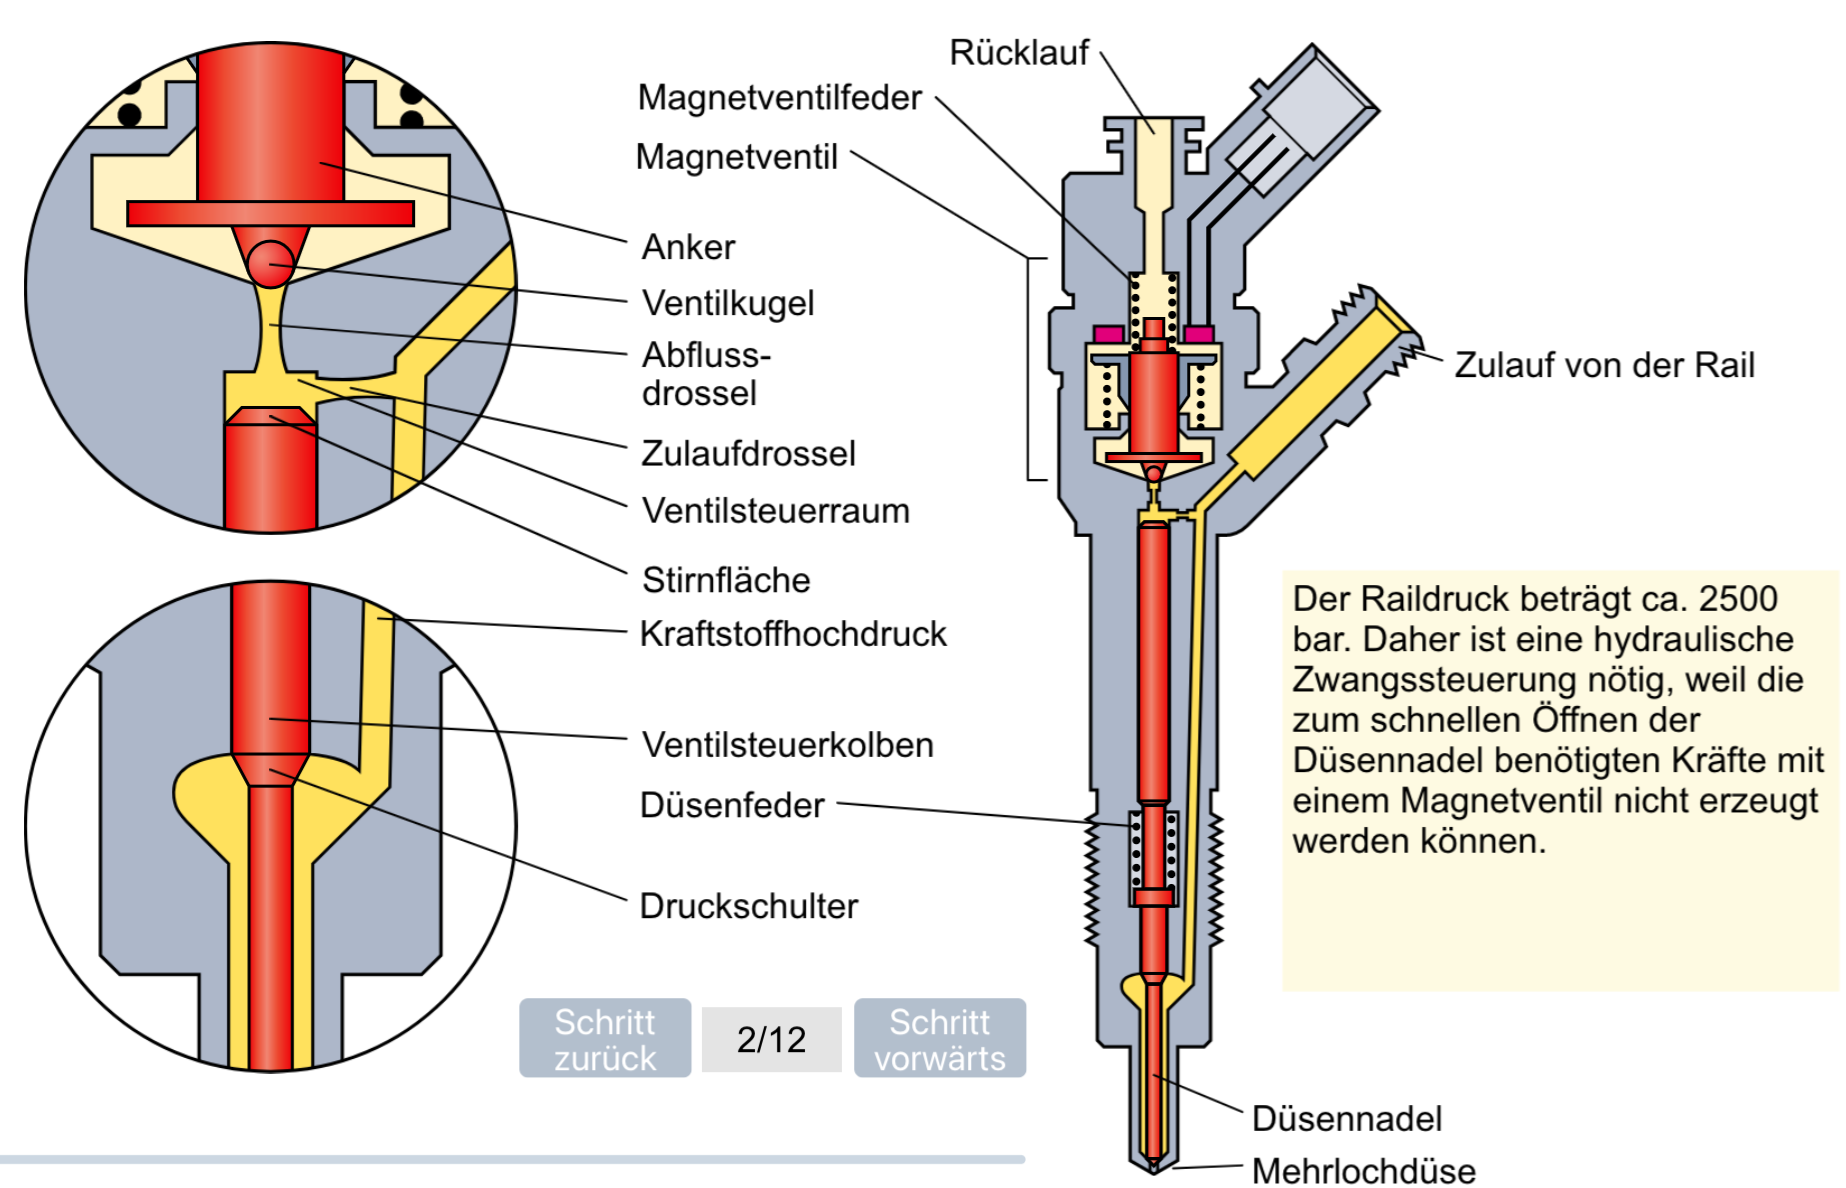 Rücklauf
Magnetventilfeder
Magnetventil
Anker
Ventilkugel
Abfluss-
drossel
Zulauf von der Rail
Zulaufdrossel
Ventilsteuerraum
Stirnfläche
Kraftstoffhochdruck
Ventilsteuerkolben
Düsenfeder
Druckschulter
Der Raildruck beträgt ca. 2500
bar. Daher ist eine hydraulische
Zwangssteuerung nötig, weil die
zum schnellen Öffnen der
Düsennadel benötigten Kräfte mit
einem Magnetventil nicht erzeugt
werden können.
Schritt
zurück
2/12
Schritt
vorwärts
Düsennadel
Mehrlochdüse